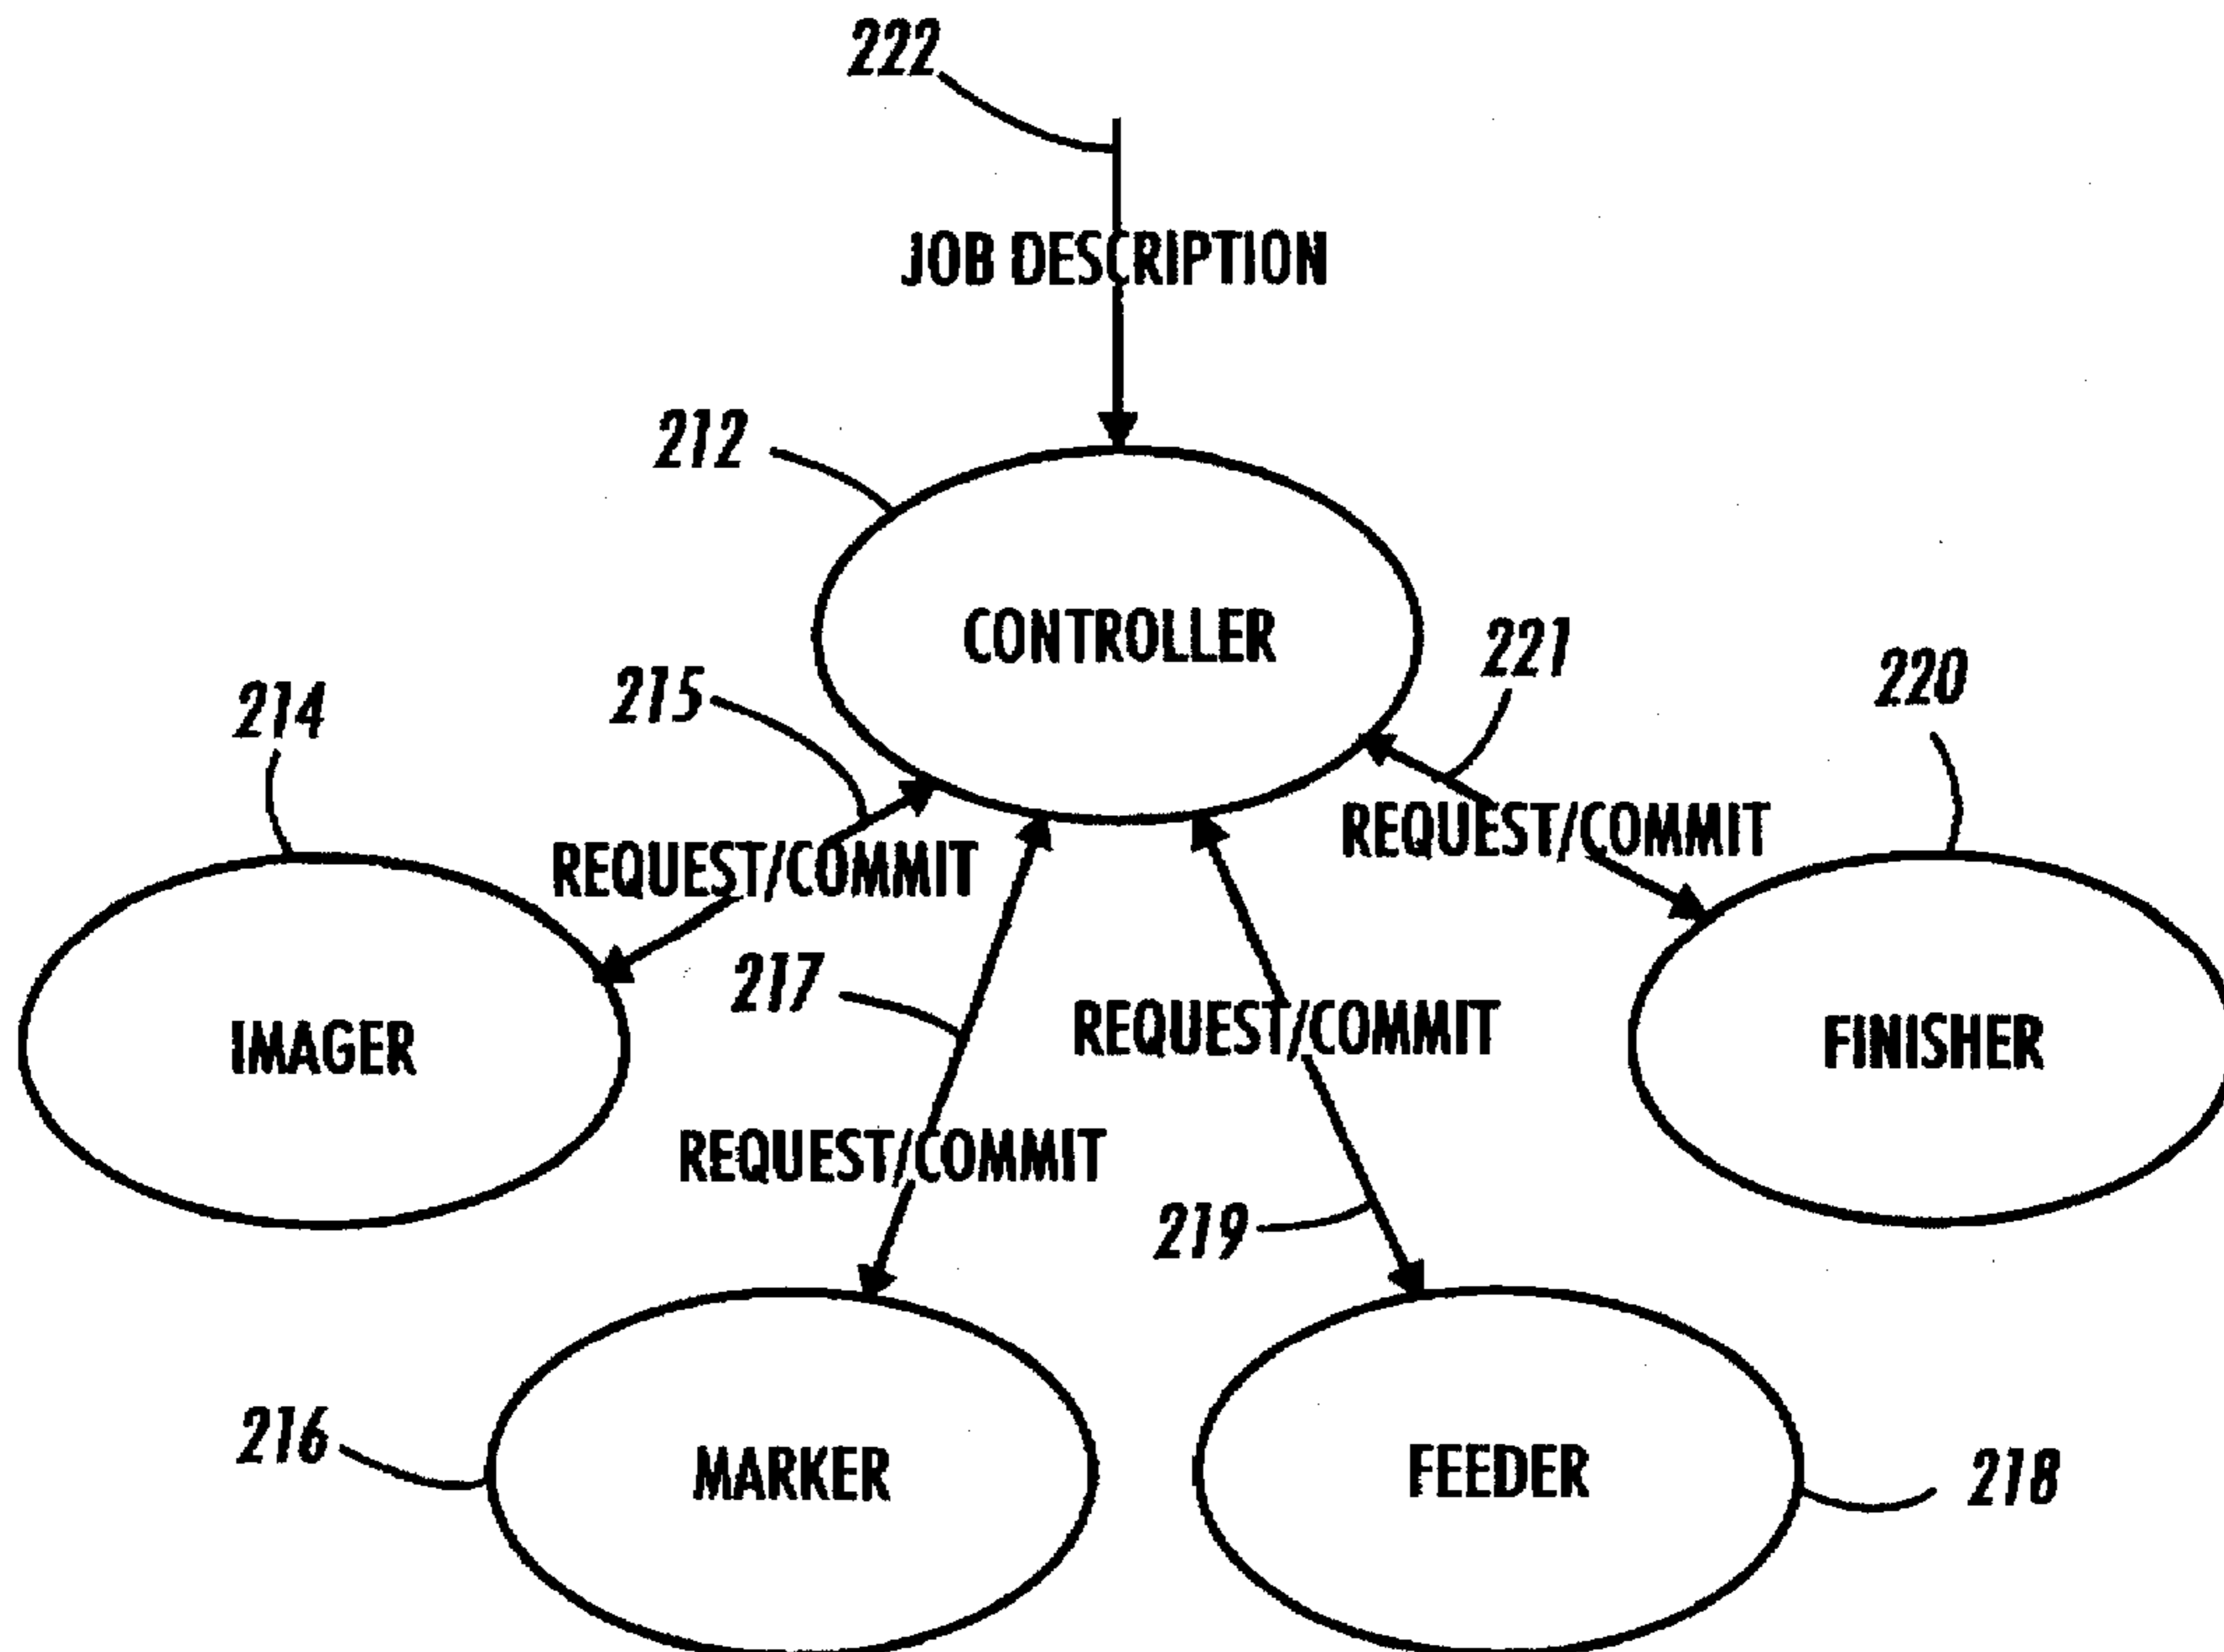 222
JOB DESCRIPTION
212
CONTROLLER
221
220
215
214
REQUEST/COMMIT
REQUEST/COMMIT
217
REQUEST/COMMIT
IMAGER
FINISHER
REQUEST/COMMIT
219
216
MARKER
FEEDER
218